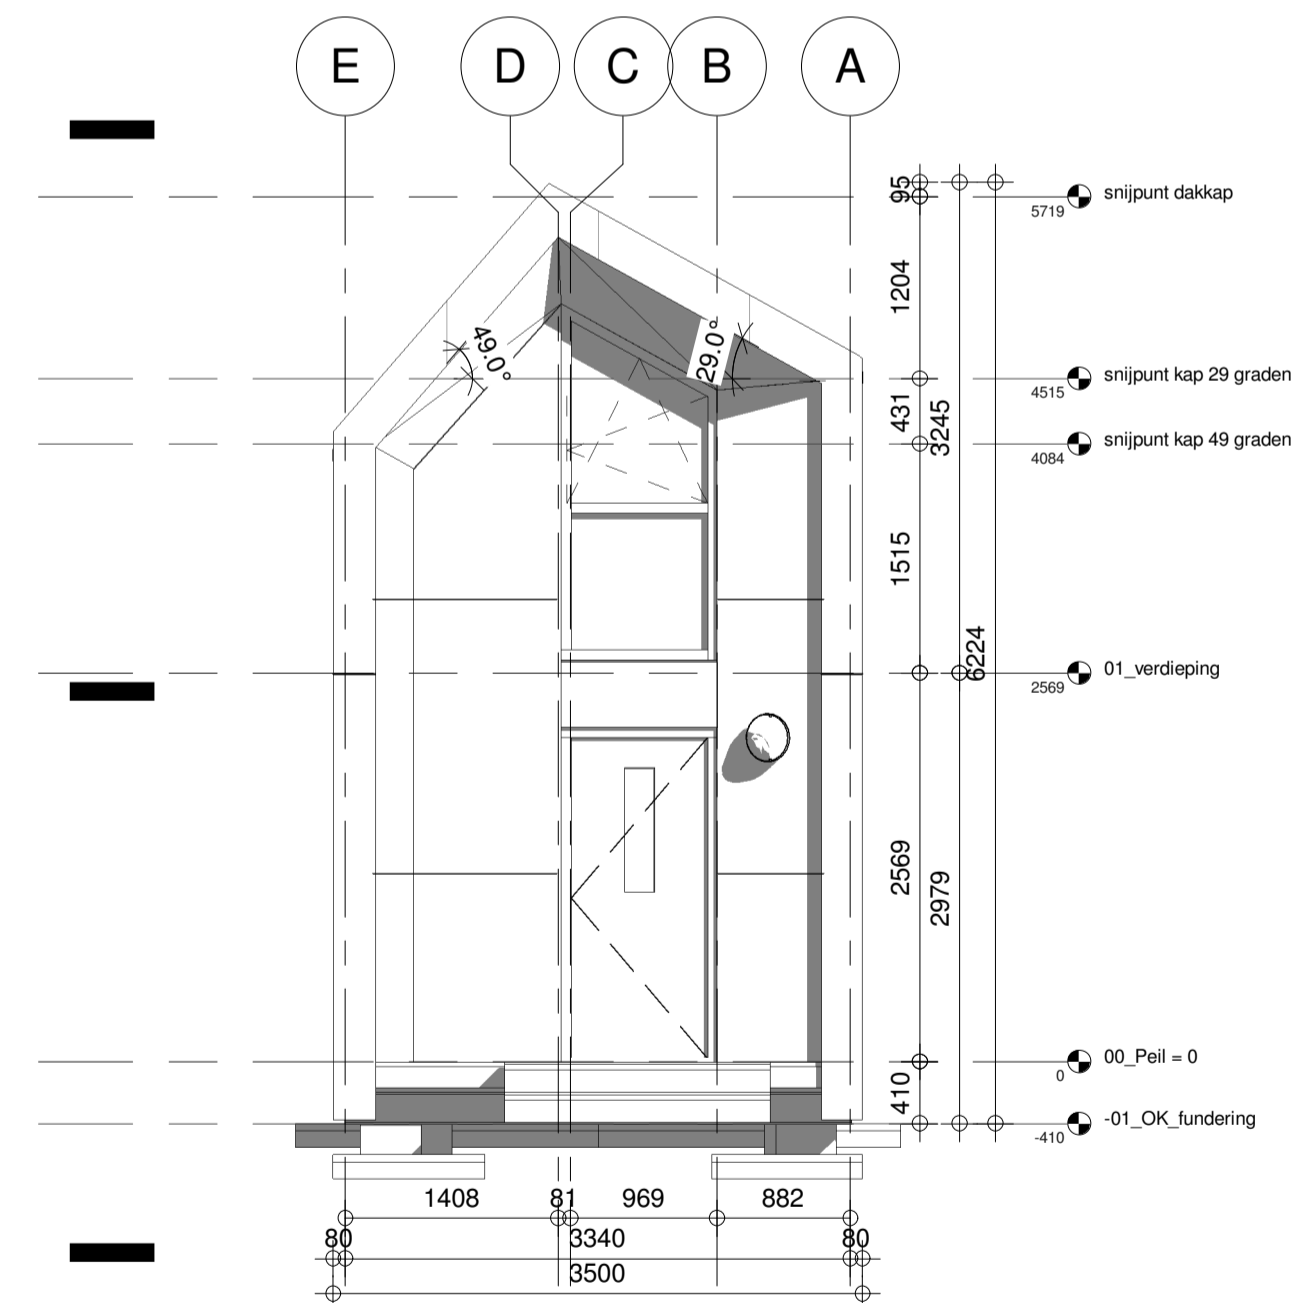 E D C B A
95
snijpunt dakkap
5719
1204
49.0°
29.0°
snijpunt kap 29 graden
4515
431
3245
snijpunt kap 49 graden
4084
1515
6224
01_verdieping
2569
2569
2979
00_Peil = 0
0
410
-01_OK_fundering
-410
1408 81 969 882
80 3340 80
3500